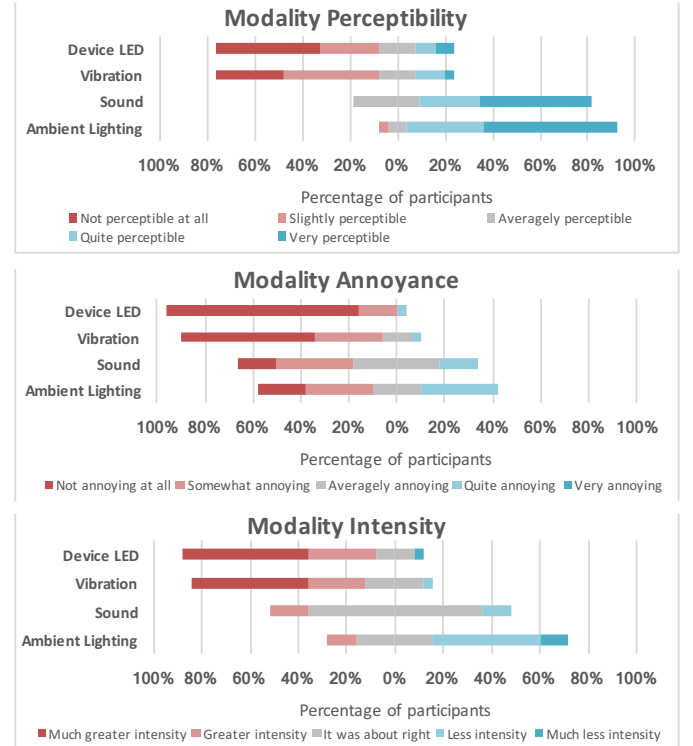 Modality Perceptibility
Device LED
Vibration
Sound
Ambient Lighting
100% 80% 60% 40% 20% 0% 20% 40% 60% 80% 100%
Percentage of participants
Not perceptible at all Slightly perceptible Averagely perceptible
Quite perceptible Very perceptible
Modality Annoyance
Device LED
Vibration
Sound
Ambient Lighting
100% 80% 60% 40% 20% 0% 20% 40% 60% 80% 100%
Percentage of participants
Not annoying at all Somewhat annoying Averagely annoying Quite annoying Very annoying
Modality Intensity
Device LED
Vibration
Sound
Ambient Lighting
100% 80% 60% 40% 20% 0% 20% 40% 60% 80% 100%
Percentage of participants
Much greater intensity Greater intensity It was about right Less intensity Much less intensity